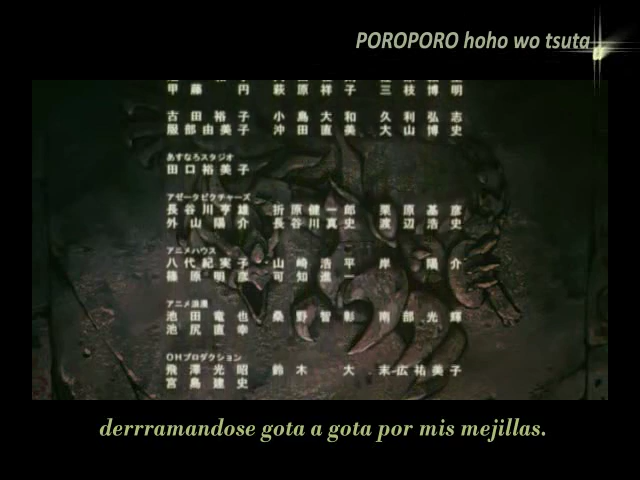 POROPORO hoho wo tsuta
甲藤 円 萩原祥子 三枝博明
古田裕子 小島大和 久利弘志
服部由美子 沖田直美 大山博史
あすなろスタジオ
田口裕美子
アゼータピクチャーズ
長谷川亨雄 折原健一郎 栗原基彦
外山陽介 長谷川真史 渡辺浩史
アニメハウス
八代紀実子 山崎浩平 岸 陽介
篠原明彦 可知進一
アニメ浪漫
池田竜也 桑野智彰 南部光輝
池尻直幸
OHプロダクション
飛澤光昭 鈴木 大 末広祐美子
宮島建史
derrramandose gota a gota por mis mejillas.